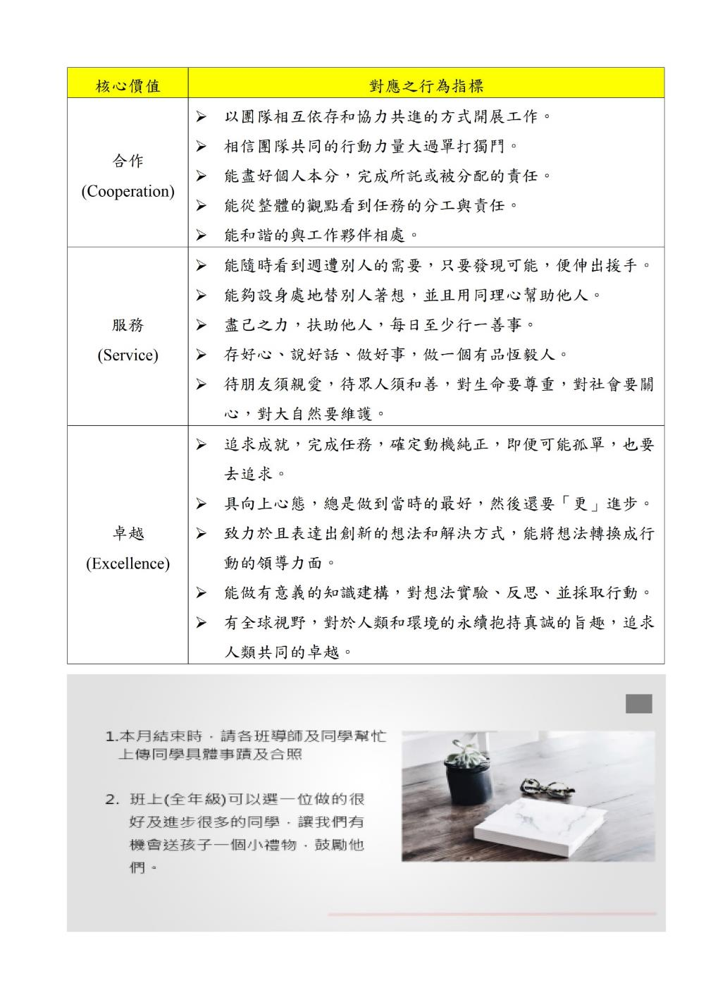 核心價值
對應之行為指標
合作
(Cooperation)
➢ 以團隊相互依存和協力共進的方式開展工作。
➢ 相信團隊共同的行動力量大過單打獨鬥。
➢ 能盡好個人本分，完成所託或被分配的責任。
➢ 能從整體的觀點看到任務的分工與責任。
➢ 能和諧的與工作夥伴相處。
服務
(Service)
➢ 能隨時看到週遭別人的需要，只要發現可能，便伸出援手。
➢ 能夠設身處地替別人著想，並且用同理心幫助他人。
➢ 盡己之力，扶助他人，每日至少行一善事。
➢ 存好心、說好話、做好事，做一個有品恆毅人。
➢ 待朋友須親愛，待眾人須和善，對生命要尊重，對社會要關
心，對大自然要維護。
卓越
(Excellence)
➢ 追求成就，完成任務，確定動機純正，即便可能孤單，也要
去追求。
➢ 具向上心態，總是做到當時的最好，然後還要「更」進步。
➢ 致力於且表達出創新的想法和解決方式，能將想法轉換成行
動的領導力面。
➢ 能做有意義的知識建構，對想法實驗、反思、並採取行動。
➢ 有全球視野，對於人類和環境的永續抱持真誠的旨趣，追求
人類共同的卓越。
1.本月結束時，請各班導師及同學幫忙
上傳同學具體事蹟及合照
2. 班上(全年級)可以選一位做的很
好及進步很多的同學，讓我們有
機會送孩子一個小禮物，鼓勵他
們。